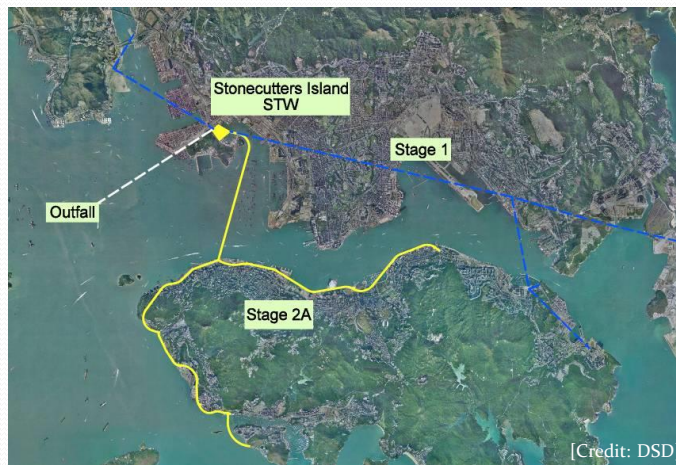 Stonecutters Island
STW
Stage 1
Outfall
Stage 2A
[Credit: DSD